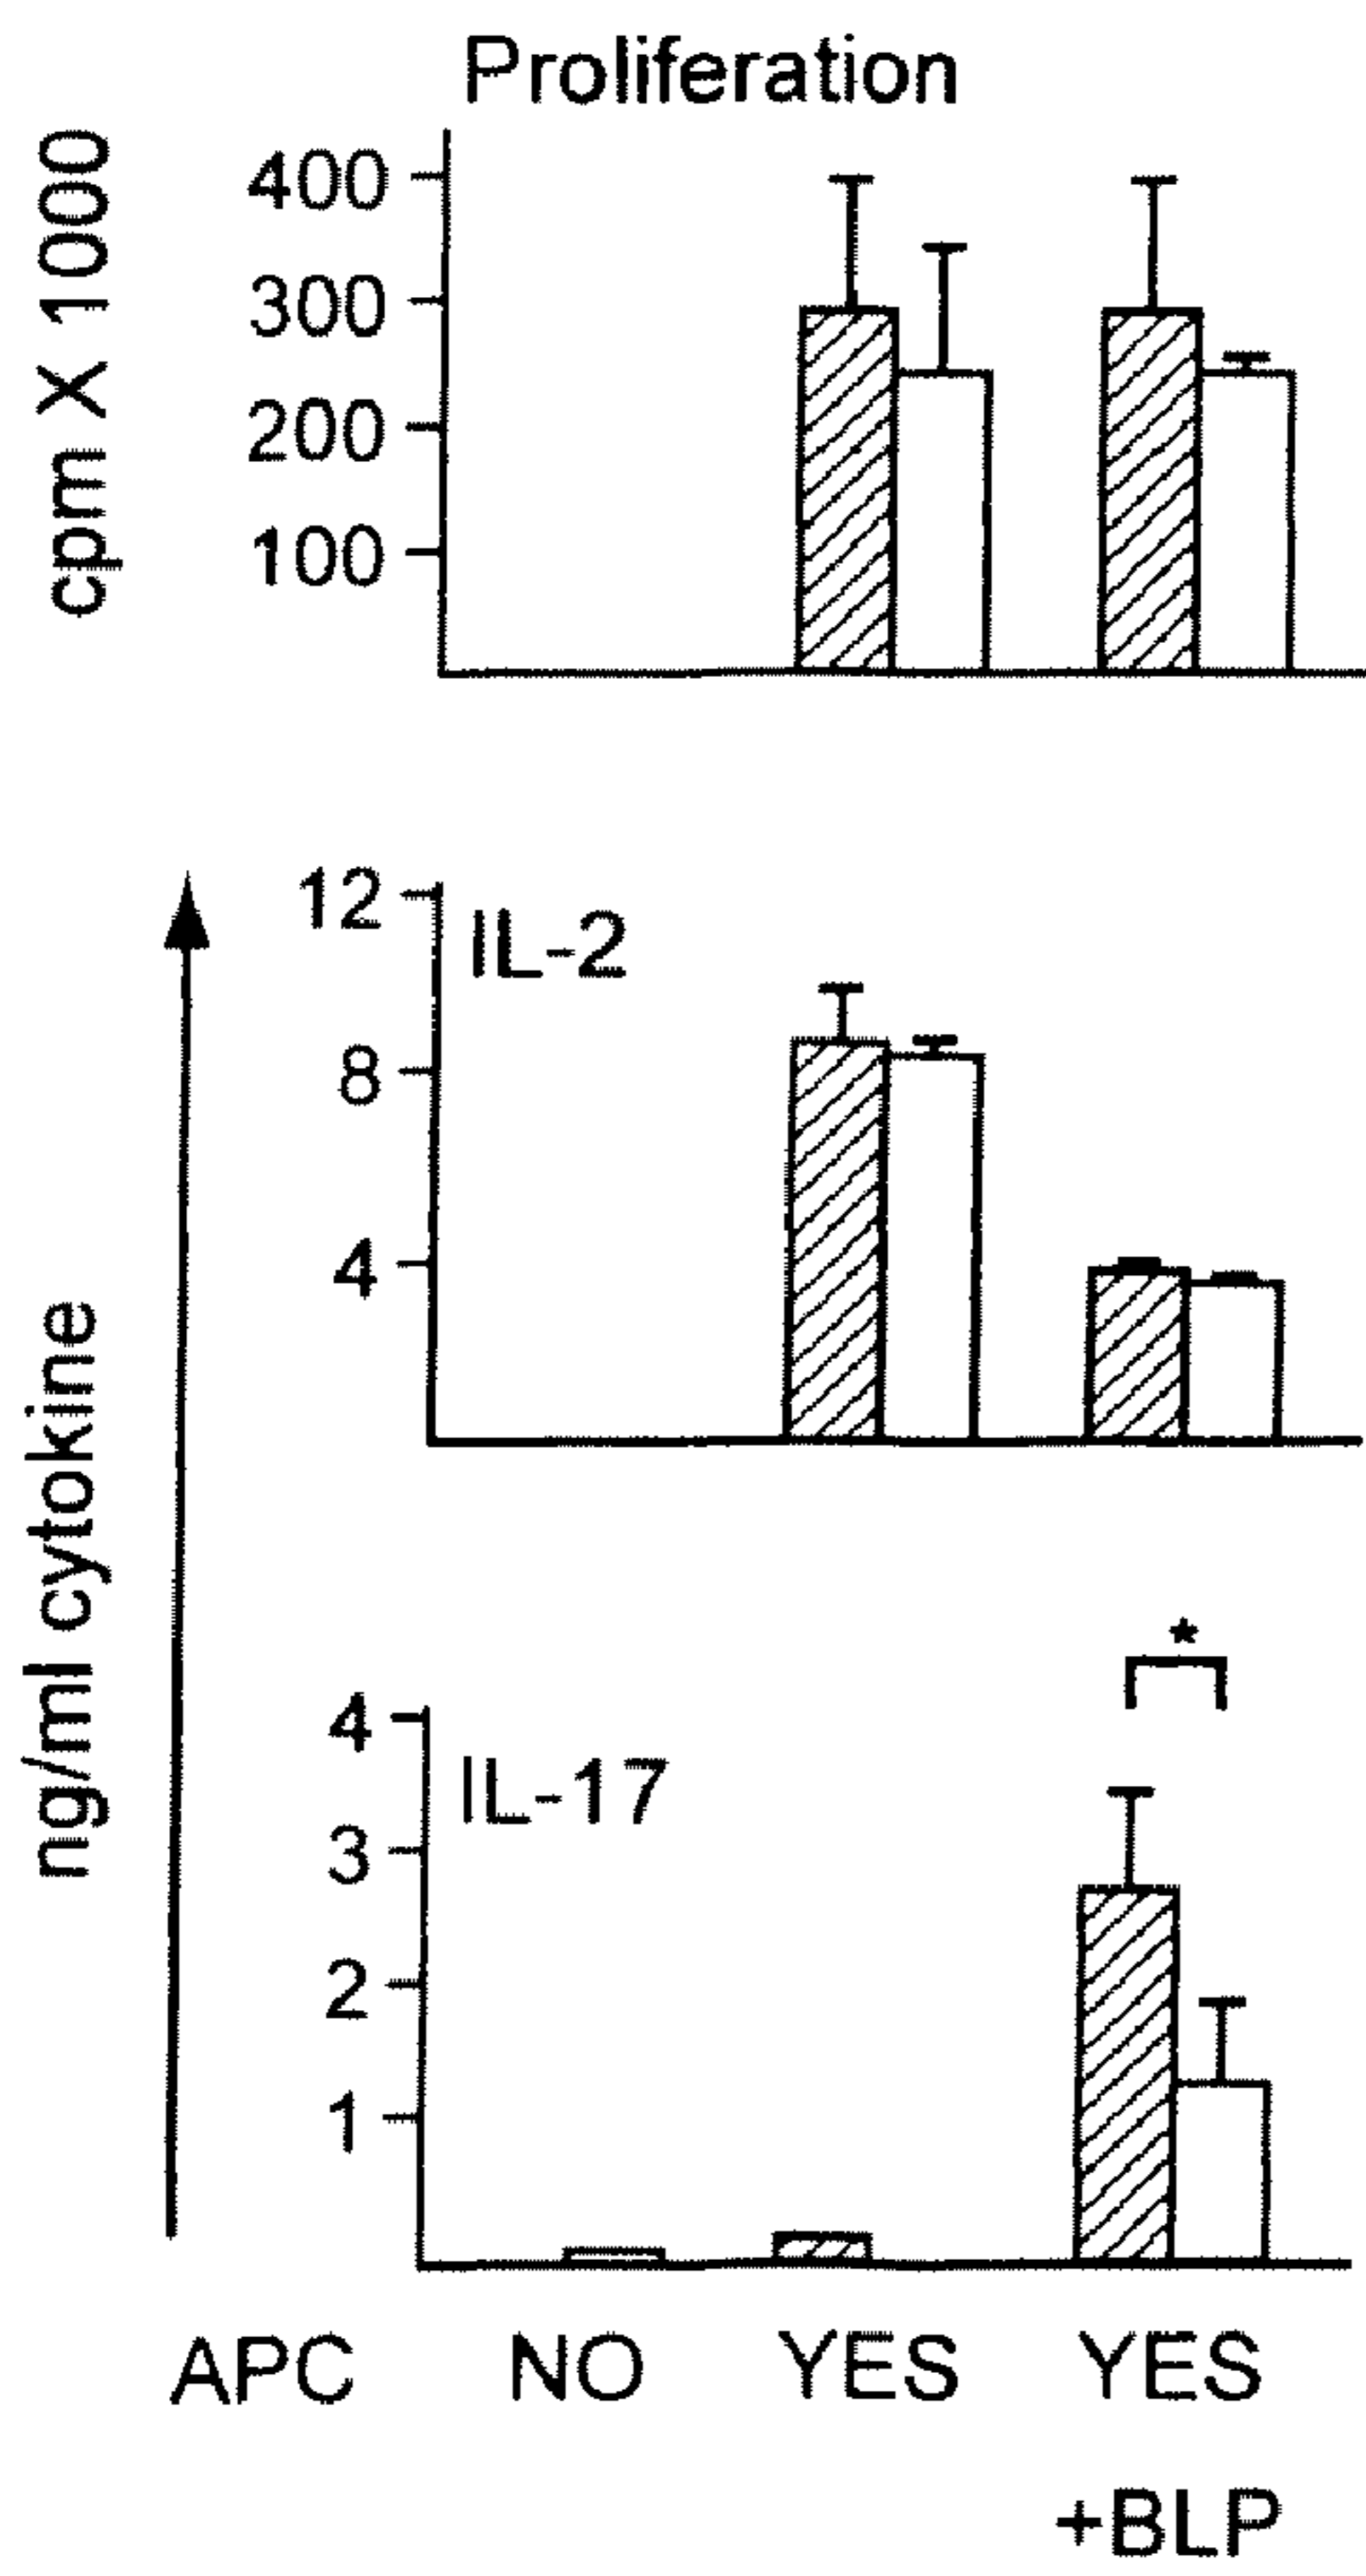 Proliferation
cpm X 1000
400
300
200
100
ng/ml cytokine
12
IL-2
8
4
*
4
IL-17
3
2
1
APC NO YES YES
+BLP